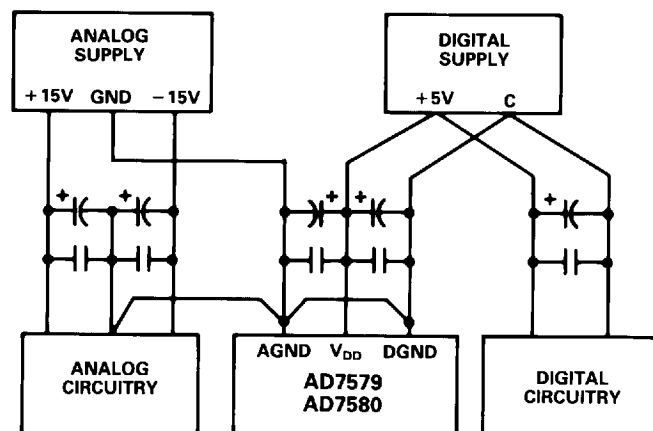 ANALOG
SUPPLY
+15V GND -15V
DIGITAL
SUPPLY
+5V C
+ + + + +
ANALOG
CIRCUITRY
AGND VDD DGND
AD7579
AD7580
DIGITAL
CIRCUITRY